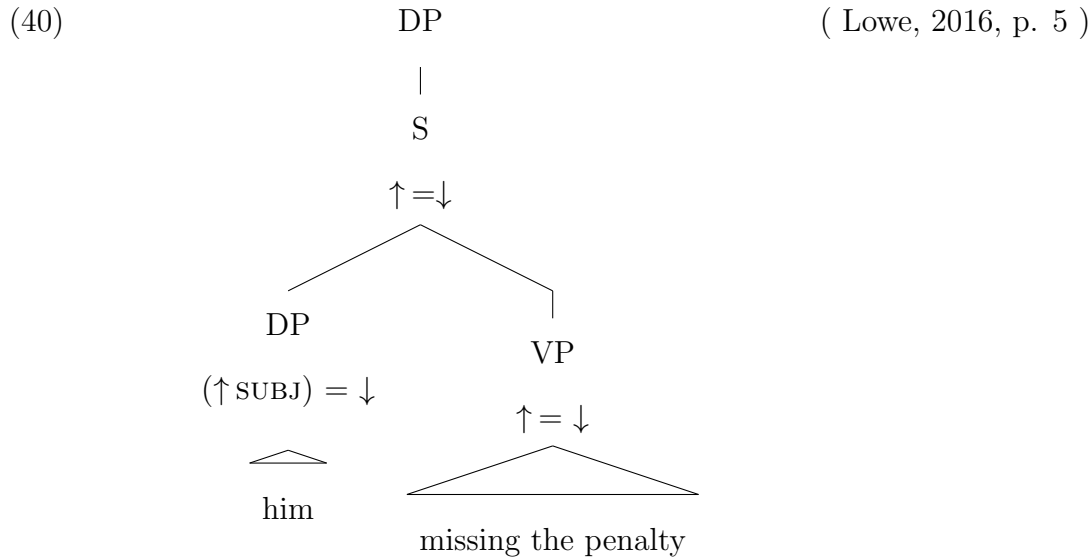 (40) DP ( Lowe, 2016, p. 5 )
S
↑ =↓
DP
VP
(↑ SUBJ) = ↓
↑ = ↓
him
missing the penalty